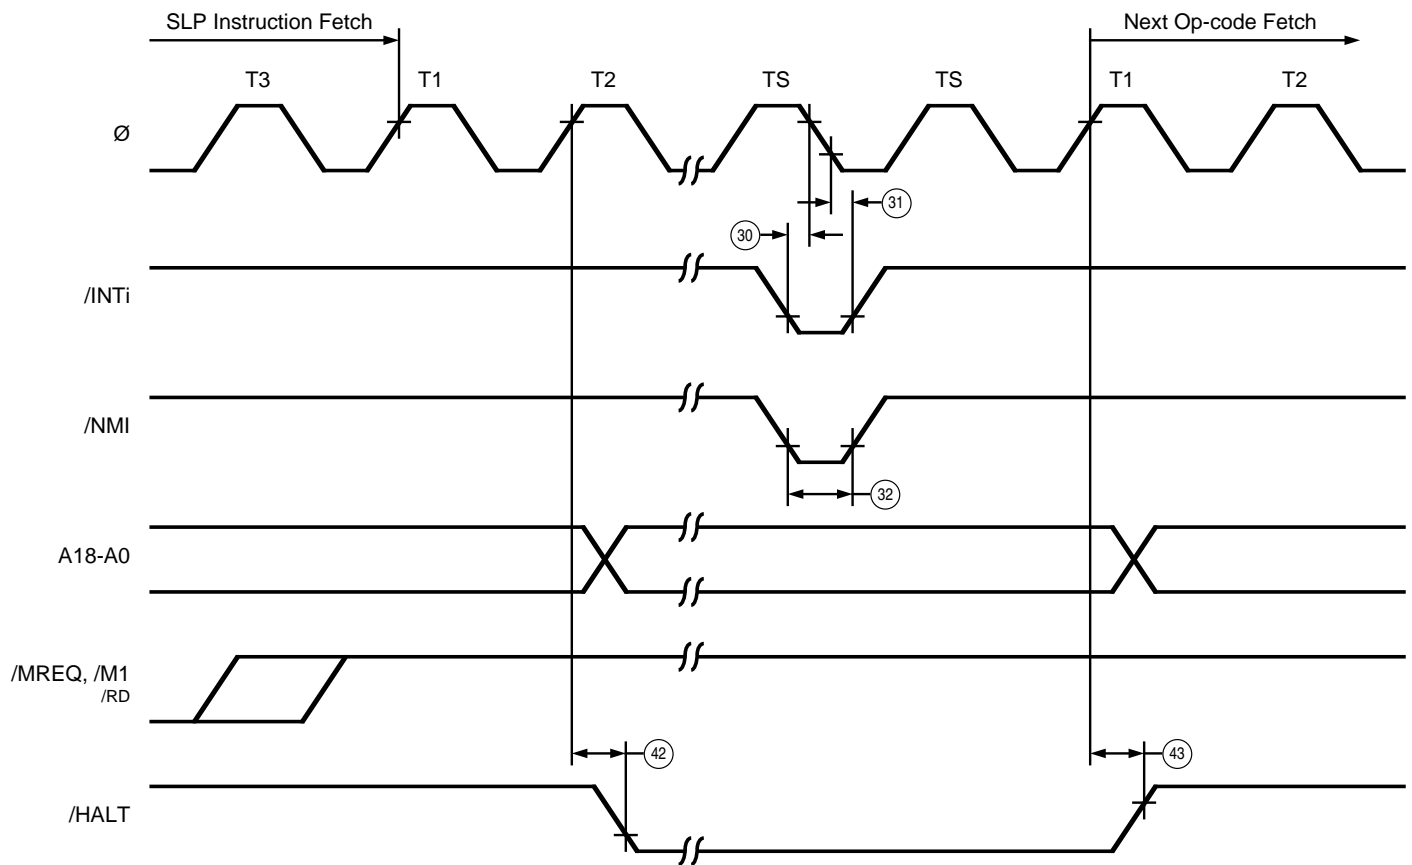 SLP Instruction Fetch
Next Op-code Fetch
T3 T1 T2 TS TS T1 T2
Ø
31
30
/INTi
/NMI
32
A18-A0
/MREQ, /M1
/RD
42
43
/HALT